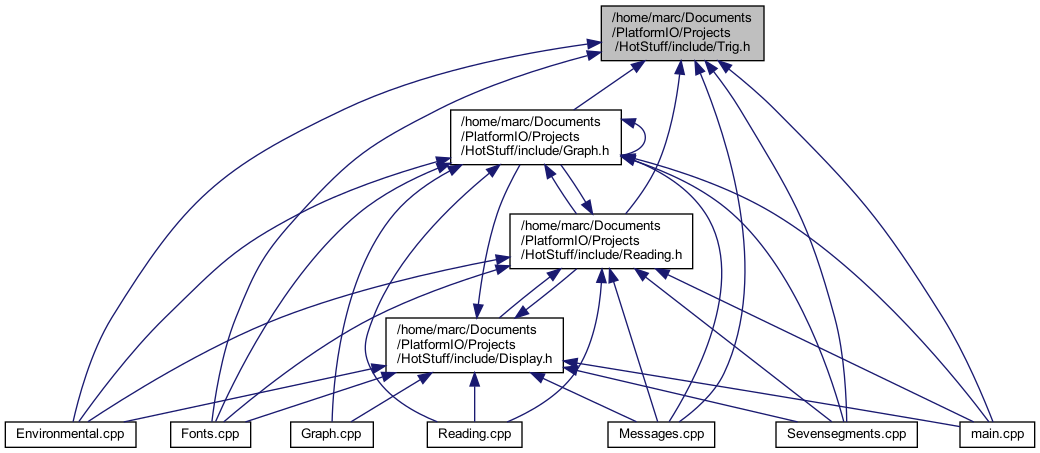 /home/marc/Documents
/PlatformIO/Projects
/HotStuff/include/Trig.h
/home/marc/Documents
/PlatformIO/Projects
/HotStuff/include/Graph.h
/home/marc/Documents
/PlatformIO/Projects
/HotStuff/include/Reading.h
/home/marc/Documents
/PlatformIO/Projects
/HotStuff/include/Display.h
Environmental.cpp
Fonts.cpp
Graph.cpp
Reading.cpp
Messages.cpp
Sevensegments.cpp
main.cpp